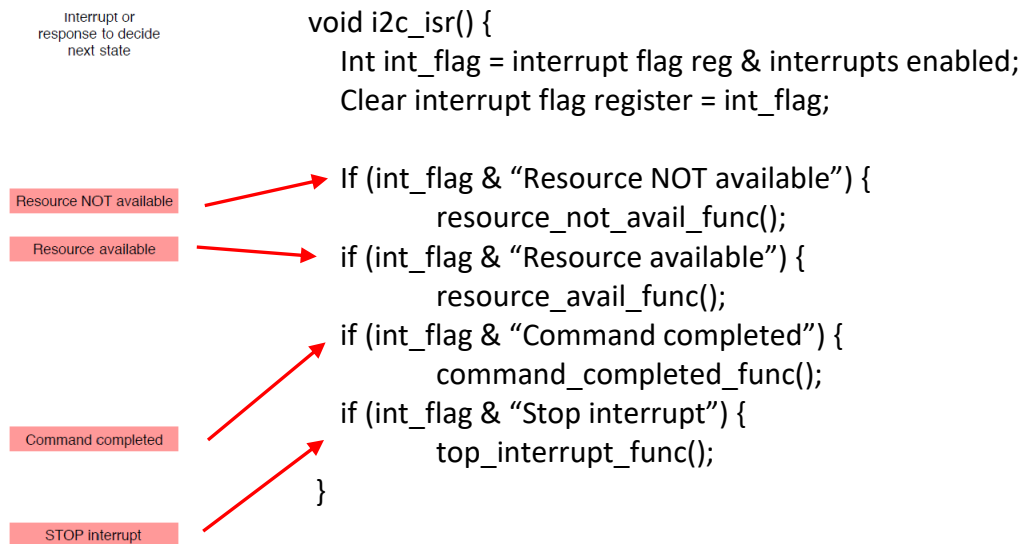 Interrupt or
response to decide
next state
Resource NOT available
Resource available
Command completed
STOP interrupt
void i2c_isr() {
Int int_flag = interrupt flag reg & interrupts enabled;
Clear interrupt flag register = int_flag;
If (int_flag & “Resource NOT available”) {
resource_not_avail_func();
if (int_flag & “Resource available”) {
resource_avail_func();
if (int_flag & “Command completed”) {
command_completed_func();
if (int_flag & “Stop interrupt”) {
top_interrupt_func();
}